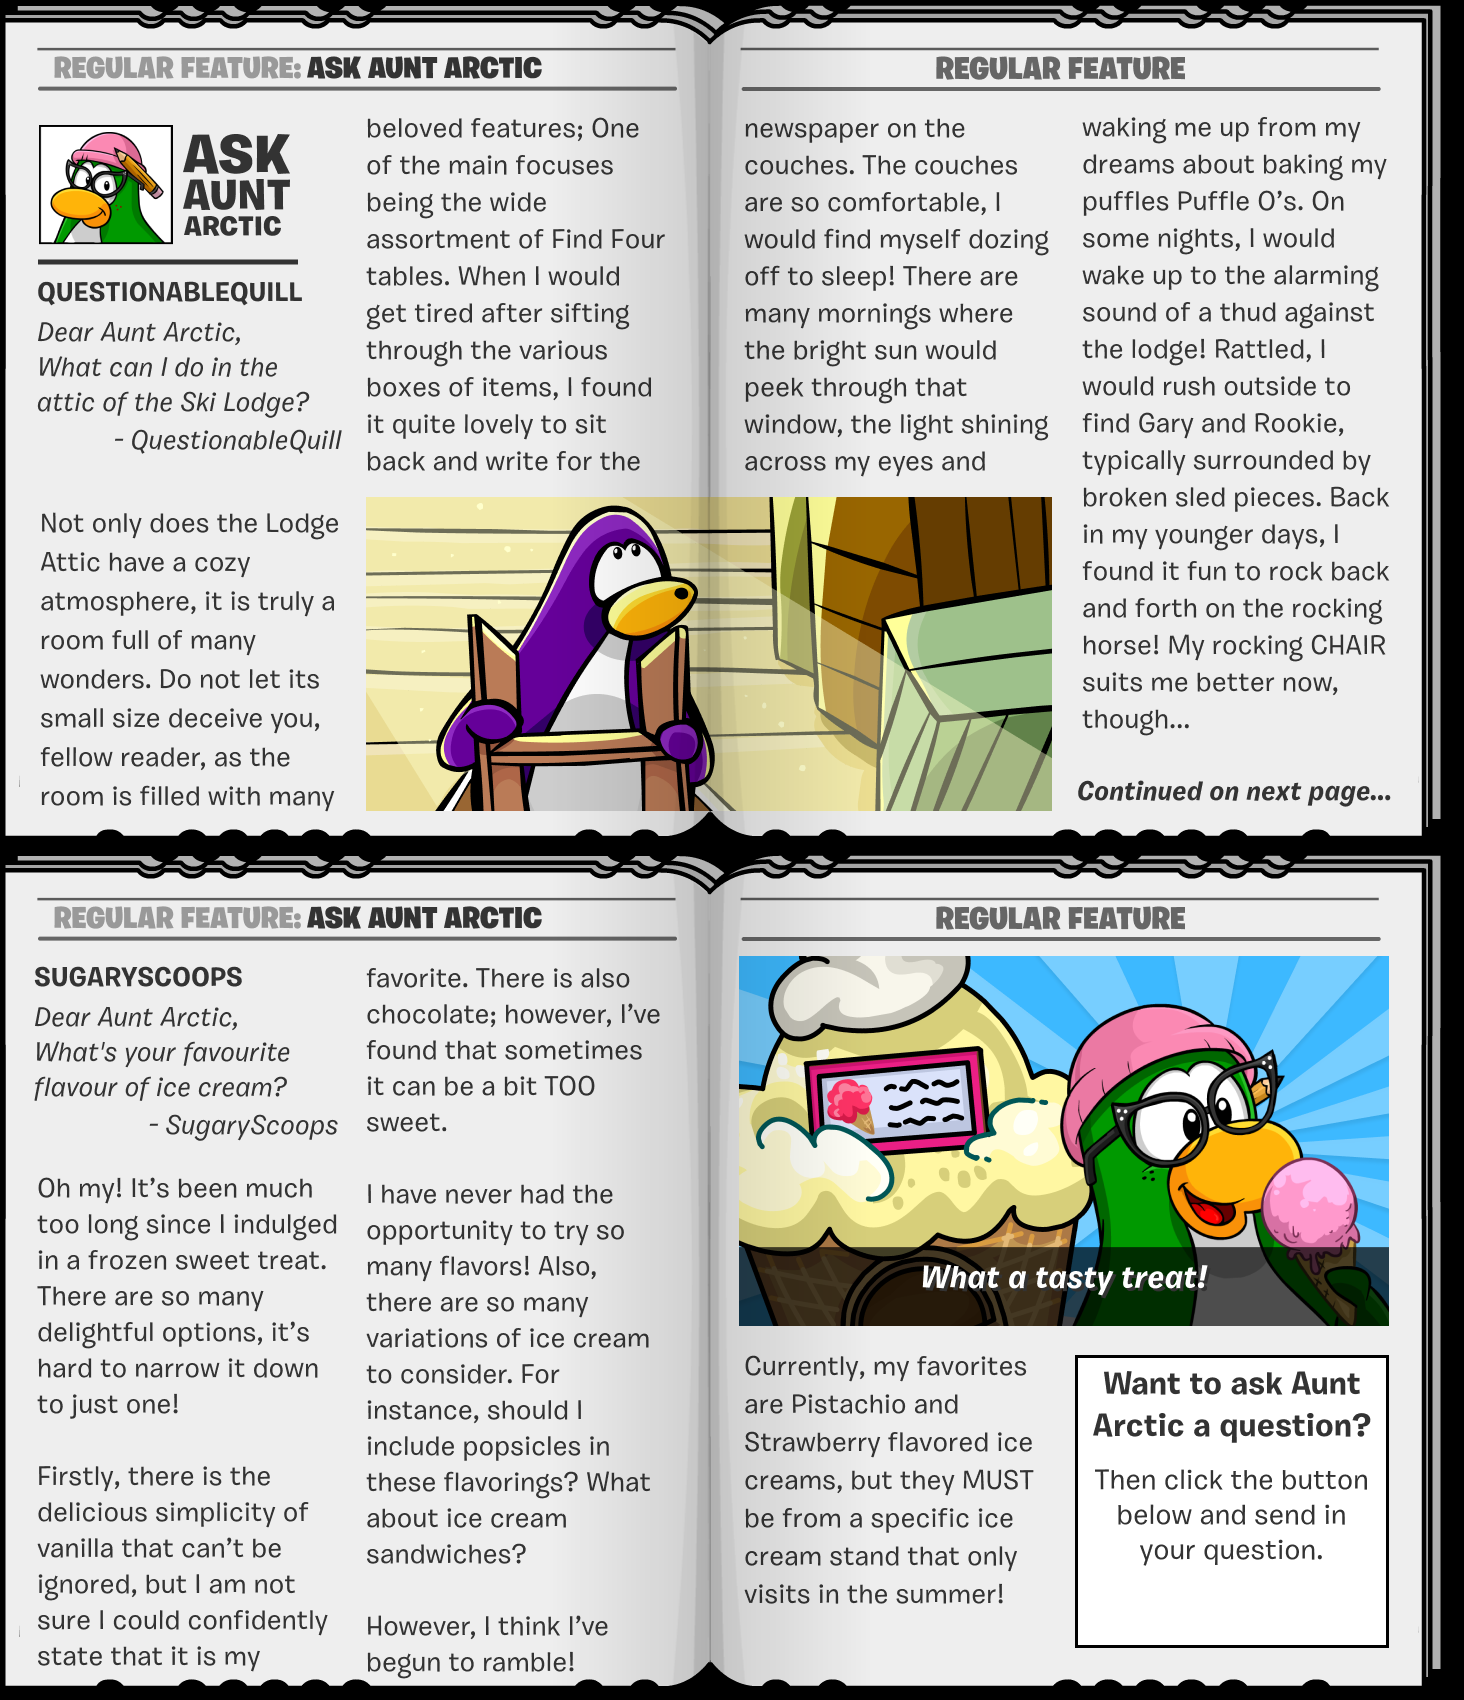 REGULAR FEATURE: ASK AUNT ARCTIC
REGULAR FEATURE
ASK
AUNT
ARCTIC
QUESTIONABLEQUILL
Dear Aunt Arctic,
What can I do in the
attic of the Ski Lodge?
- QuestionableQuill
Not only does the Lodge
Attic have a cozy
atmosphere, it is truly a
room full of many
wonders. Do not let its
small size deceive you,
fellow reader, as the
room is filled with many
beloved features; One
of the main focuses
being the wide
assortment of Find Four
tables. When I would
get tired after sifting
through the various
boxes of items, I found
it quite lovely to sit
back and write for the
newspaper on the
couches. The couches
are so comfortable, I
would find myself dozing
off to sleep! There are
many mornings where
the bright sun would
peek through that
window, the light shining
across my eyes and
waking me up from my
dreams about baking my
puffles Puffle O’s. On
some nights, I would
wake up to the alarming
sound of a thud against
the lodge! Rattled, I
would rush outside to
find Gary and Rookie,
typically surrounded by
broken sled pieces. Back
in my younger days, I
found it fun to rock back
and forth on the rocking
horse! My rocking CHAIR
suits me better now,
though...
Continued on next page...
REGULAR FEATURE: ASK AUNT ARCTIC
REGULAR FEATURE
SUGARYSCOOPS
Dear Aunt Arctic,
What's your favourite
flavour of ice cream?
- SugaryScoops
Oh my! It’s been much
too long since I indulged
in a frozen sweet treat.
There are so many
delightful options, it’s
hard to narrow it down
to just one!
Firstly, there is the
delicious simplicity of
vanilla that can’t be
ignored, but I am not
sure I could confidently
state that it is my
favorite. There is also
chocolate; however, I’ve
found that sometimes
it can be a bit TOO
sweet.
I have never had the
opportunity to try so
many flavors! Also,
there are so many
variations of ice cream
to consider. For
instance, should I
include popsicles in
these flavorings? What
about ice cream
sandwiches?
However, I think I’ve
begun to ramble!
What a tasty treat!
Currently, my favorites
are Pistachio and
Strawberry flavored ice
creams, but they MUST
be from a specific ice
cream stand that only
visits in the summer!
Want to ask Aunt
Arctic a question?
Then click the button
below and send in
your question.